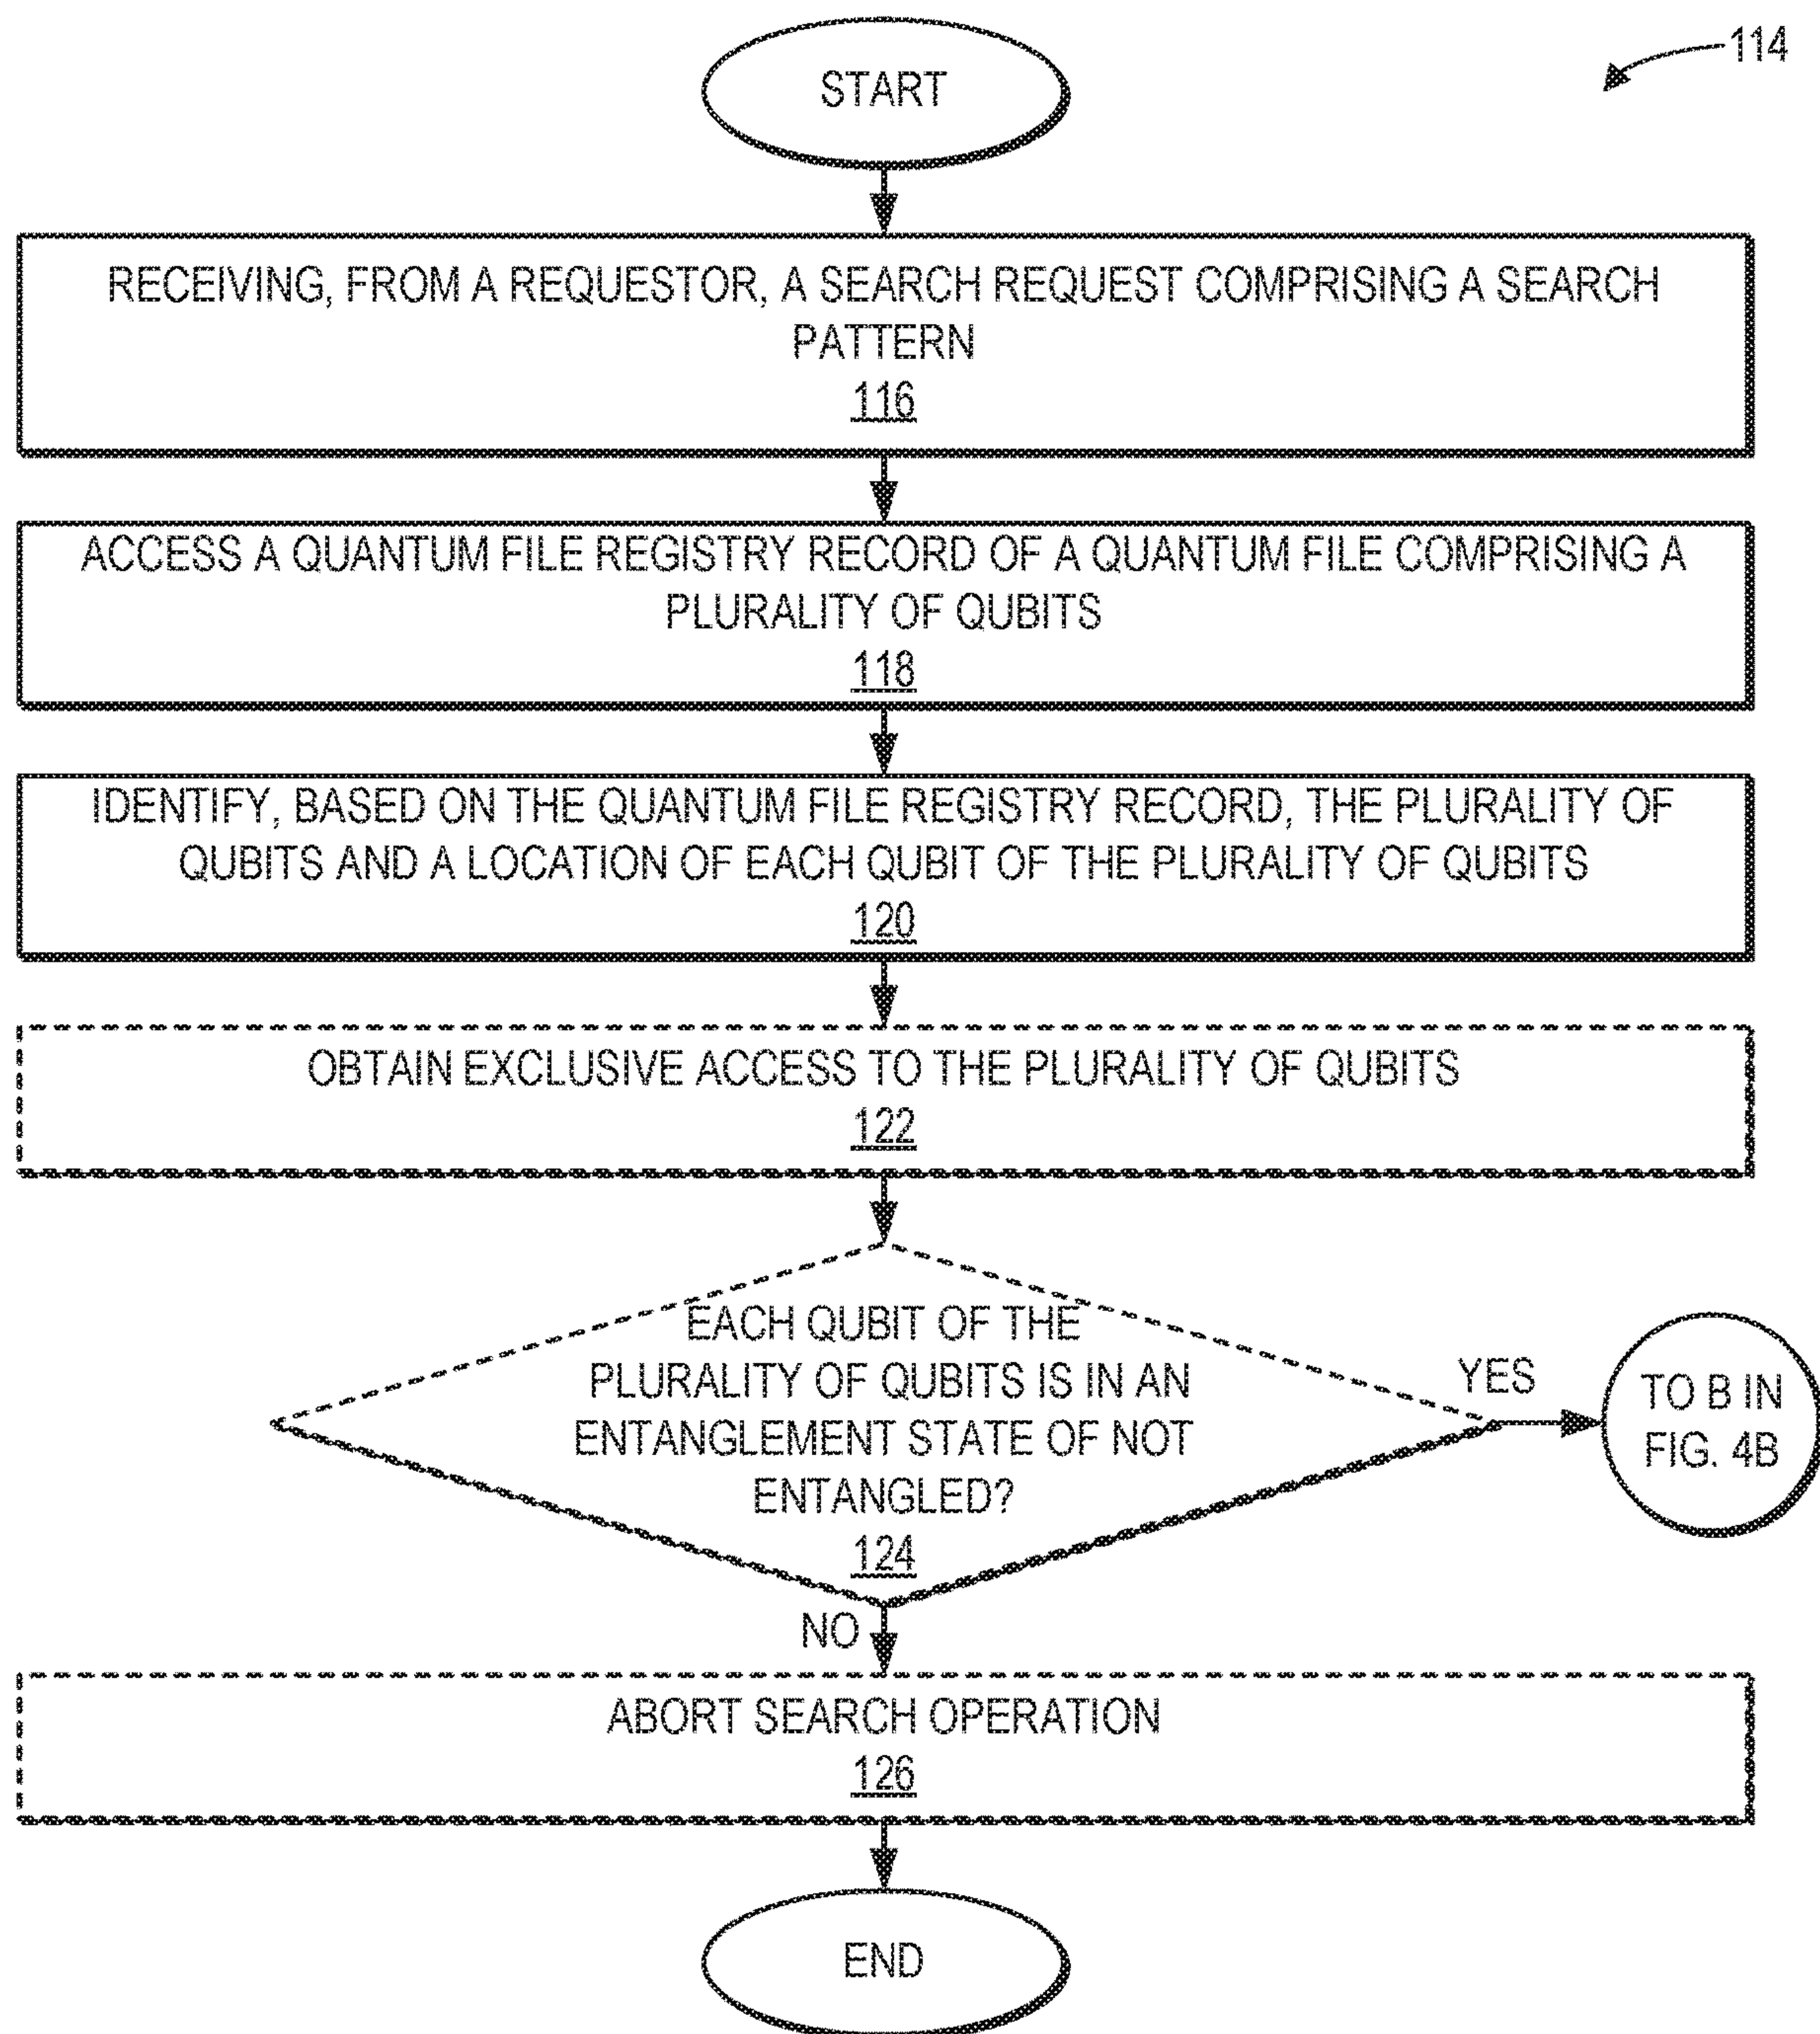 114
START
RECEIVING, FROM A REQUESTOR, A SEARCH REQUEST COMPRISING A SEARCH
PATTERN
116
ACCESS A QUANTUM FILE REGISTRY RECORD OF A QUANTUM FILE COMPRISING A
PLURALITY OF QUBITS
118
IDENTIFY, BASED ON THE QUANTUM FILE REGISTRY RECORD, THE PLURALITY OF
QUBITS AND A LOCATION OF EACH QUBIT OF THE PLURALITY OF QUBITS
120
OBTAIN EXCLUSIVE ACCESS TO THE PLURALITY OF QUBITS
122
EACH QUBIT OF THE
PLURALITY OF QUBITS IS IN AN
ENTANGLEMENT STATE OF NOT
ENTANGLED?
124
YES
TO B IN
FIG. 4B
NO
ABORT SEARCH OPERATION
126
END